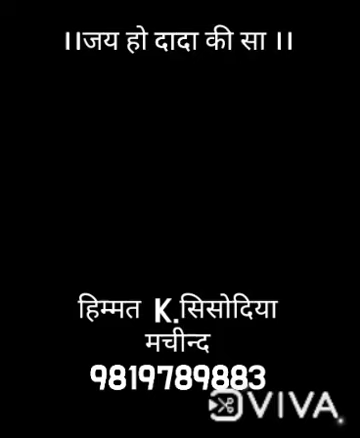 ।।जय हो दादा की सा ।।
हिम्मत K.सिसोदिया
मचीन्द
9819789883
VIVA